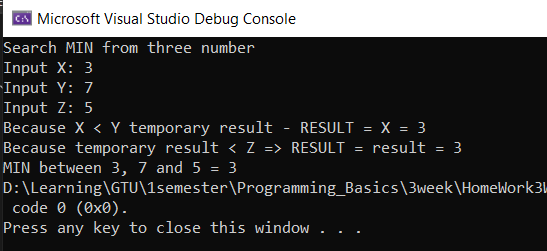 Microsoft Visual Studio Debug Console
Search MIN from three number
Input X: 3
Input Y: 7
Input Z: 5
Because X < Y temporary result - RESULT = X = 3
Because temporary result < Z => RESULT = result = 3
MIN between 3, 7 and 5 = 3
D:\Learning\GTU\1semester\Programming_Basics\3week\HomeWork3
code 0 (0x0).
Press any key to close this window . . .